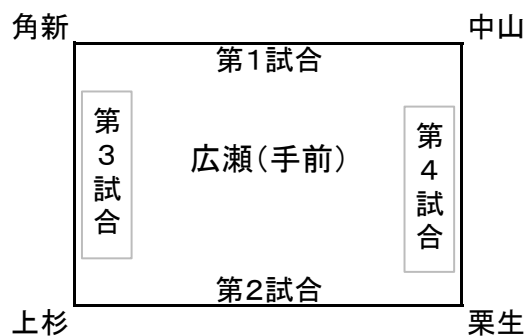 角新
中山
第1試合
第3試合
広瀬(手前)
第4試合
第2試合
上杉
栗生